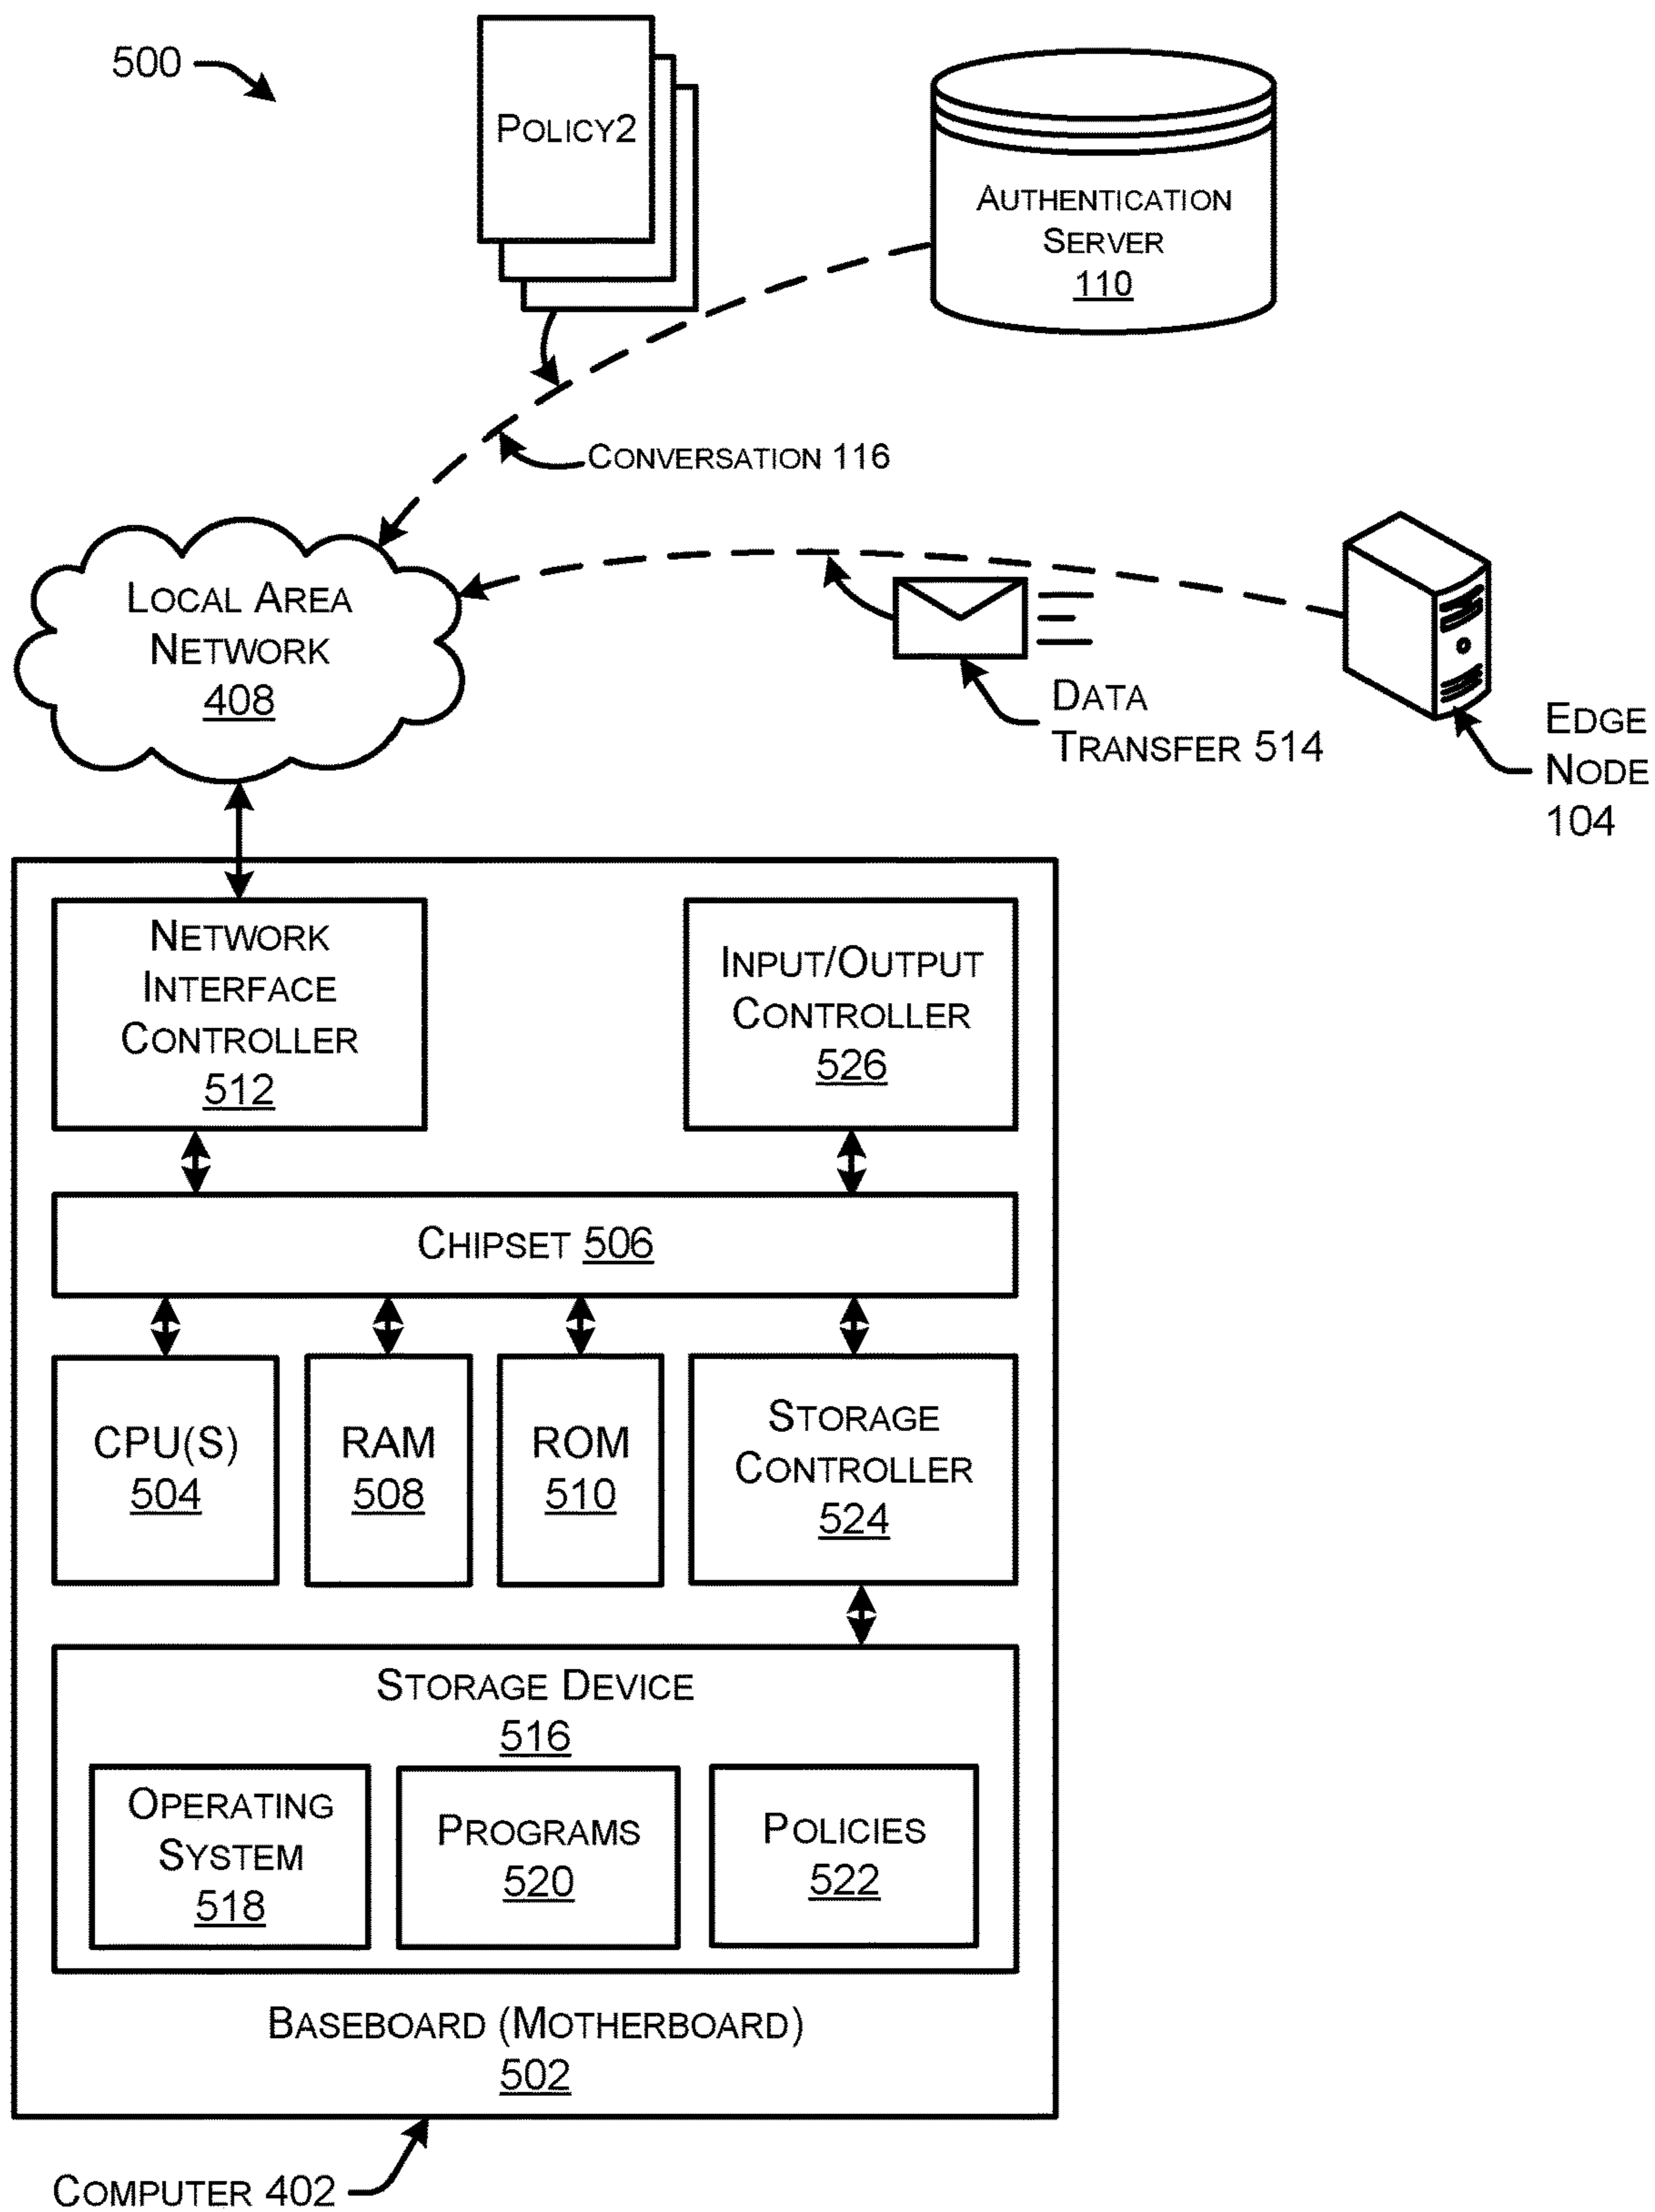 500
POLICY2
AUTHENTICATION
SERVER
110
CONVERSATION 116
LOCAL AREA
NETWORK
408
DATA
TRANSFER 514
EDGE
NODE
104
NETWORK
INTERFACE
CONTROLLER
512
INPUT/OUTPUT
CONTROLLER
526
CHIPSET 506
CPU(S)
504
RAM
508
ROM
510
STORAGE
CONTROLLER
524
STORAGE DEVICE
516
OPERATING
SYSTEM
518
PROGRAMS
520
POLICIES
522
BASEBOARD (MOTHERBOARD)
502
COMPUTER 402